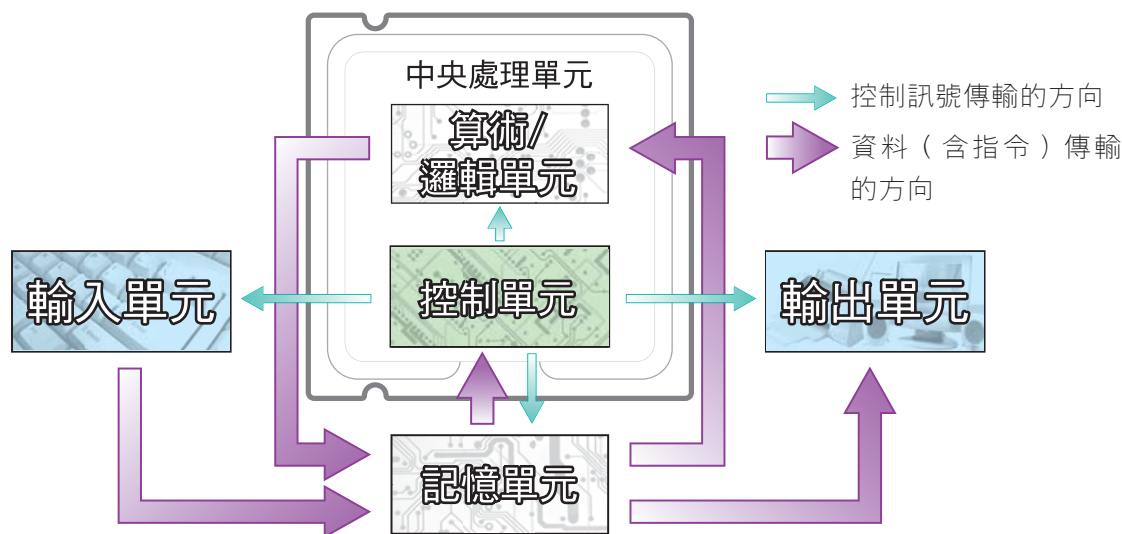 中央處理單元
算術/
邏輯單元
控制訊號傳輸的方向
資料（含指令）傳輸
的方向
輸入單元
控制單元
輸出單元
記憶單元